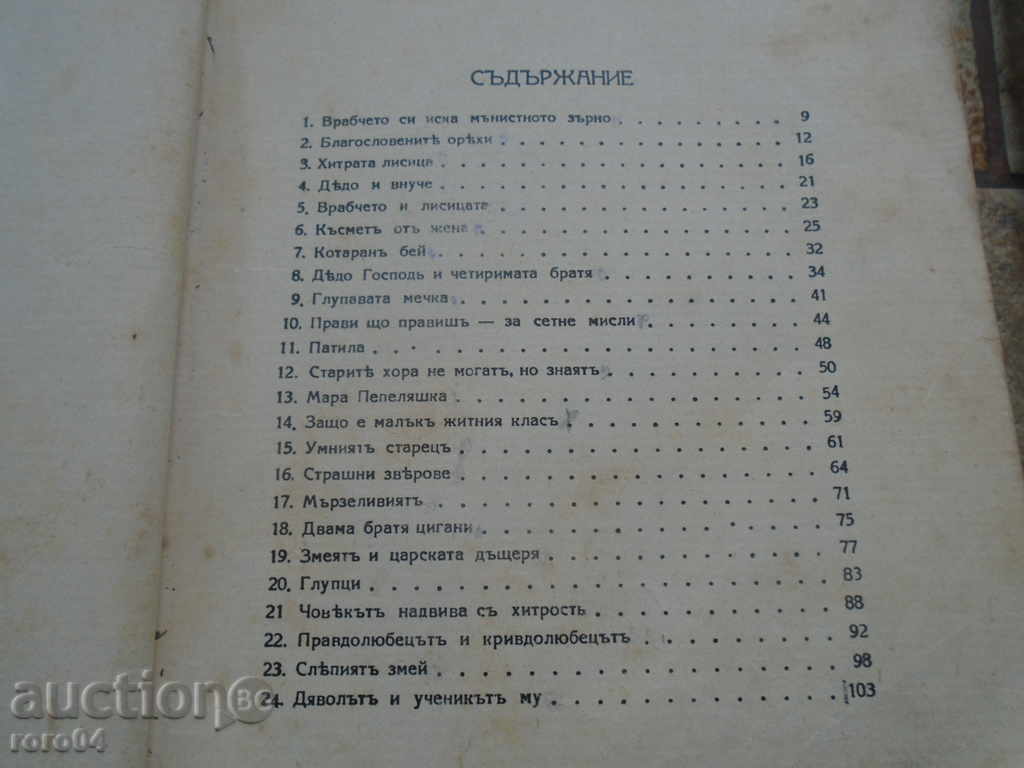 СЪДЪРЖАНИЕ
1. Врабчето си иска мънистното зърно . . . . . . . . . 9
2. Благословенитѣ орѣхи . . . . . . . . . . . . . . . 12
3. Хитрата лисица . . . . . . . . . . . . . . . . . 16
4. Дѣдо и внуче . . . . . . . . . . . . . . . . . 21
5. Врабчето и лисицата . . . . . . . . . . . . . . . 23
6. Късметъ отъ жена . . . . . . . . . . . . . . . 25
7. Котаранъ бей . . . . . . . . . . . . . . . . . 32
8. Дѣдо Господь и четиримата братя . . . . . . . . . . 34
9. Глупавата мечка . . . . . . . . . . . . . . . . 41
10. Прави що правишъ — за сетне мисли . . . . . . . . 44
11. Патила . . . . . . . . . . . . . . . . . . . 48
12. Старитѣ хора не могатъ, но знаятъ . . . . . . . . . 50
13. Мара Пепеляшка . . . . . . . . . . . . . . . . 54
14. Защо е малъкъ житния класъ . . . . . . . . . . . 59
15. Умниятъ старецъ . . . . . . . . . . . . . . . . 61
16. Страшни звѣрове . . . . . . . . . . . . . . . . 64
17. Мързеливиятъ . . . . . . . . . . . . . . . . . 71
18. Двама братя цигани . . . . . . . . . . . . . . . 75
19. Змеятъ и царската дъщеря . . . . . . . . . . . . 77
20. Глупци . . . . . . . . . . . . . . . . . . . 83
21 Човѣкътъ надвива съ хитрость . . . . . . . . . . 88
22. Правдолюбецътъ и кривдолюбецътъ . . . . . . . . . 92
23. Слѣпиятъ змей . . . . . . . . . . . . . . . . . 98
24. Дяволътъ и ученикътъ му . . . . . . . . . . . . 103
auction BG
roro04